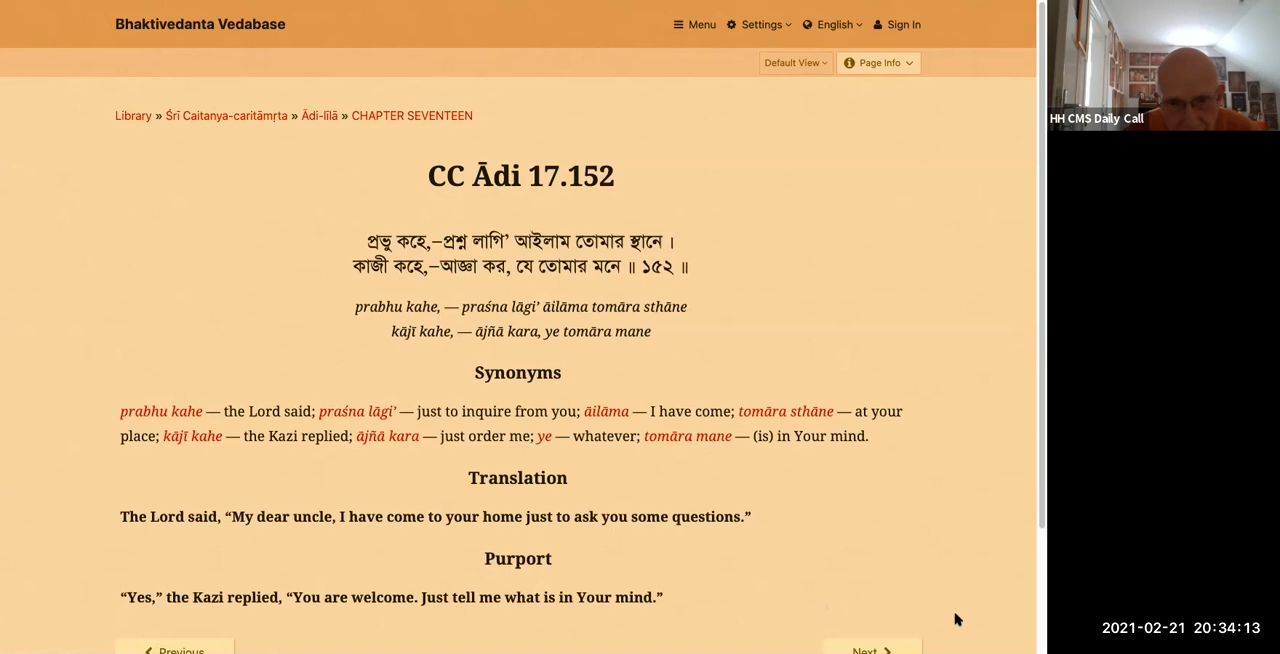 Bhaktivedanta Vedabase
Menu Settings English Sign In
Default View Page Info
Library » Śrī Caitanya-caritāmṛta » Ādi-līlā » CHAPTER SEVENTEEN
CC Ādi 17.152
প্রভু কহে,—প্রশ্ন লাগি’ আইলাম তোমার স্থানে ।
কাজী কহে,—আজ্ঞা কর, যে তোমার মনে ॥ ১৫২ ॥
prabhu kahe, — praśna lāgi’ āilāma tomāra sthāne
kājī kahe, — ājñā kara, ye tomāra mane
Synonyms
prabhu kahe — the Lord said; praśna lāgi’ — just to inquire from you; āilāma — I have come; tomāra sthāne — at your
place; kājī kahe — the Kazi replied; ājñā kara — just order me; ye — whatever; tomāra mane — (is) in Your mind.
Translation
The Lord said, “My dear uncle, I have come to your home just to ask you some questions.”
Purport
“Yes,” the Kazi replied, “You are welcome. Just tell me what is in Your mind.”
Previous Next
HH CMS Daily Call
2021-02-21 20:34:13